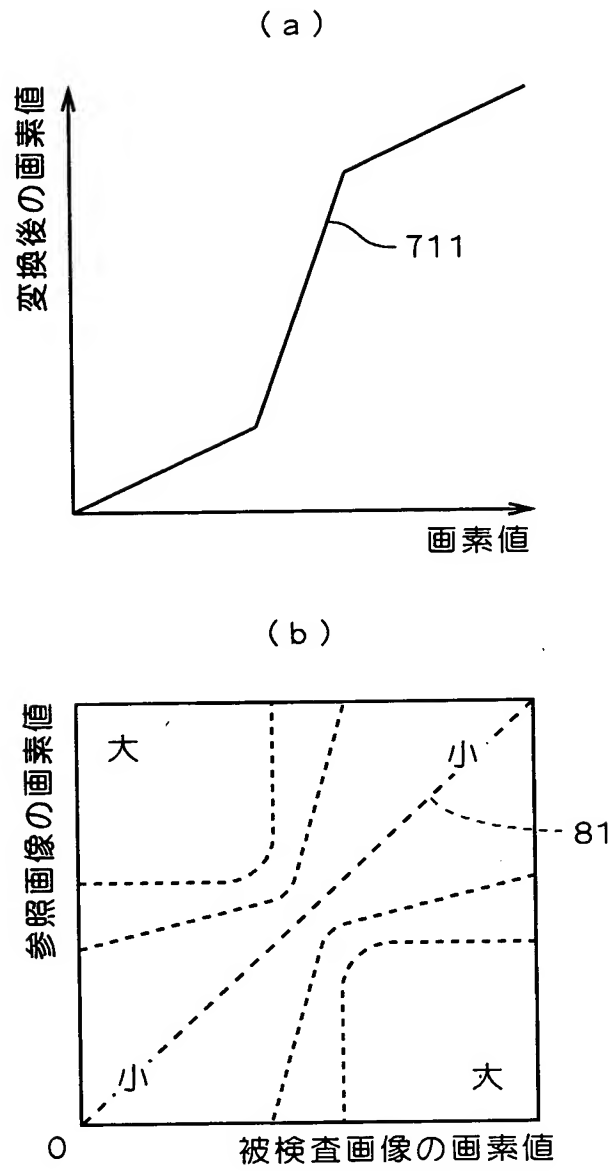 (a)
変換後の画素値
711
画素値
(b)
参照画像の画素値
大
小
81
小
大
0
被検査画像の画素値